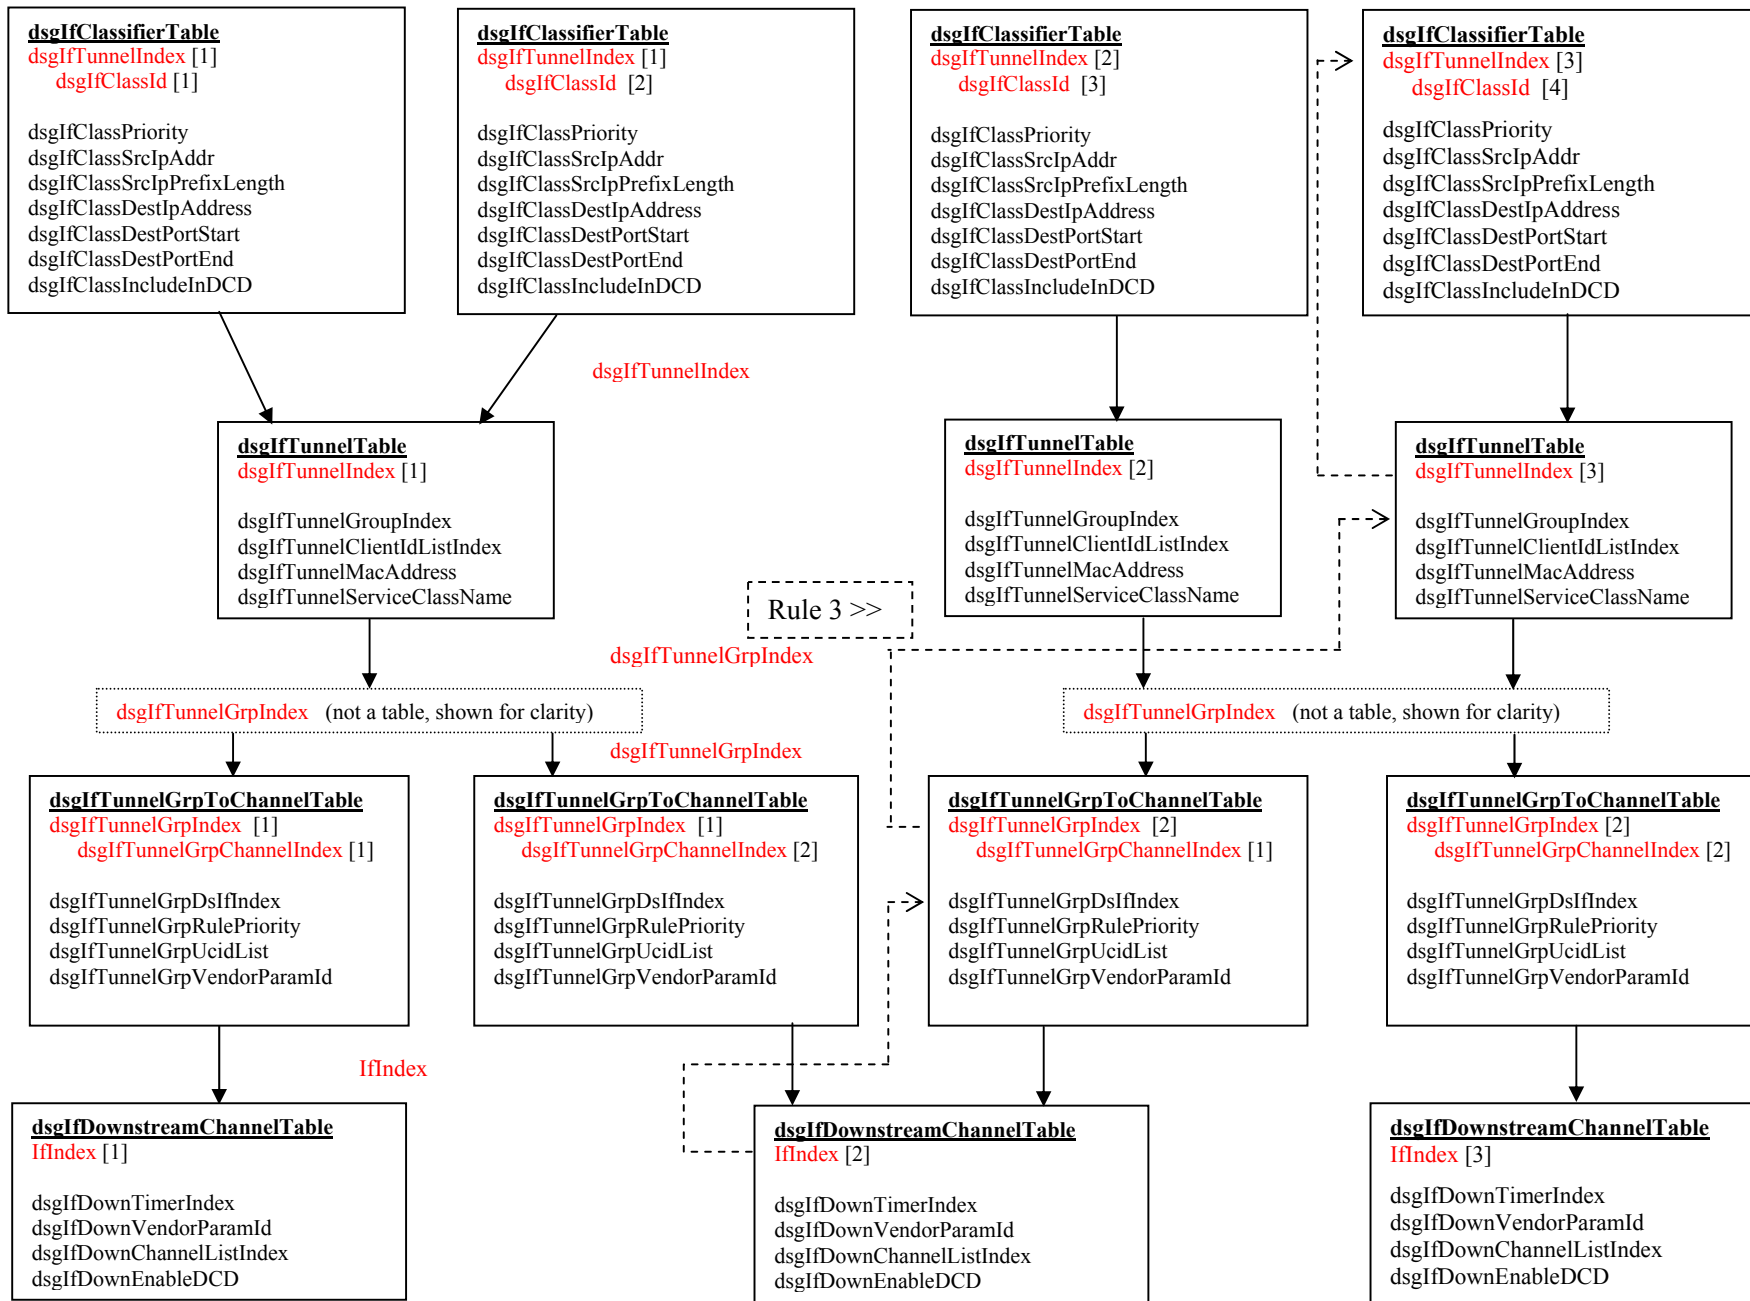 dsgIfClassifierTable
dsgIfTunnelIndex [1]
dsgIfClassId [1]
dsgIfClassPriority
dsgIfClassSrcIpAddr
dsgIfClassSrcIpPrefixLength
dsgIfClassDestIpAddress
dsgIfClassDestPortStart
dsgIfClassDestPortEnd
dsgIfClassIncludeInDCD
dsgIfClassifierTable
dsgIfTunnelIndex [1]
dsgIfClassId [2]
dsgIfClassPriority
dsgIfClassSrcIpAddr
dsgIfClassSrcIpPrefixLength
dsgIfClassDestIpAddress
dsgIfClassDestPortStart
dsgIfClassDestPortEnd
dsgIfClassIncludeInDCD
dsgIfClassifierTable
dsgIfTunnelIndex [2]
dsgIfClassId [3]
dsgIfClassPriority
dsgIfClassSrcIpAddr
dsgIfClassSrcIpPrefixLength
dsgIfClassDestIpAddress
dsgIfClassDestPortStart
dsgIfClassDestPortEnd
dsgIfClassIncludeInDCD
dsgIfClassifierTable
dsgIfTunnelIndex [3]
dsgIfClassId [4]
dsgIfClassPriority
dsgIfClassSrcIpAddr
dsgIfClassSrcIpPrefixLength
dsgIfClassDestIpAddress
dsgIfClassDestPortStart
dsgIfClassDestPortEnd
dsgIfClassIncludeInDCD
dsgIfTunnelIndex
dsgIfTunnelTable
dsgIfTunnelIndex [1]
dsgIfTunnelGroupIndex
dsgIfTunnelClientIdListIndex
dsgIfTunnelMacAddress
dsgIfTunnelServiceClassName
dsgIfTunnelTable
dsgIfTunnelIndex [2]
dsgIfTunnelGroupIndex
dsgIfTunnelClientIdListIndex
dsgIfTunnelMacAddress
dsgIfTunnelServiceClassName
dsgIfTunnelTable
dsgIfTunnelIndex [3]
dsgIfTunnelGroupIndex
dsgIfTunnelClientIdListIndex
dsgIfTunnelMacAddress
dsgIfTunnelServiceClassName
Rule 3 >>
dsgIfTunnelGrpIndex
dsgIfTunnelGrpIndex (not a table, shown for clarity)
dsgIfTunnelGrpIndex (not a table, shown for clarity)
dsgIfTunnelGrpIndex
dsgIfTunnelGrpToChannelTable
dsgIfTunnelGrpIndex [1]
dsgIfTunnelGrpChannelIndex [1]
dsgIfTunnelGrpDsIfIndex
dsgIfTunnelGrpRulePriority
dsgIfTunnelGrpUcidList
dsgIfTunnelGrpVendorParamId
dsgIfTunnelGrpToChannelTable
dsgIfTunnelGrpIndex [1]
dsgIfTunnelGrpChannelIndex [2]
dsgIfTunnelGrpDsIfIndex
dsgIfTunnelGrpRulePriority
dsgIfTunnelGrpUcidList
dsgIfTunnelGrpVendorParamId
dsgIfTunnelGrpToChannelTable
dsgIfTunnelGrpIndex [2]
dsgIfTunnelGrpChannelIndex [1]
dsgIfTunnelGrpDsIfIndex
dsgIfTunnelGrpRulePriority
dsgIfTunnelGrpUcidList
dsgIfTunnelGrpVendorParamId
dsgIfTunnelGrpToChannelTable
dsgIfTunnelGrpIndex [2]
dsgIfTunnelGrpChannelIndex [2]
dsgIfTunnelGrpDsIfIndex
dsgIfTunnelGrpRulePriority
dsgIfTunnelGrpUcidList
dsgIfTunnelGrpVendorParamId
IfIndex
dsgIfDownstreamChannelTable
IfIndex [1]
dsgIfDownTimerIndex
dsgIfDownVendorParamId
dsgIfDownChannelListIndex
dsgIfDownEnableDCD
dsgIfDownstreamChannelTable
IfIndex [2]
dsgIfDownTimerIndex
dsgIfDownVendorParamId
dsgIfDownChannelListIndex
dsgIfDownEnableDCD
dsgIfDownstreamChannelTable
IfIndex [3]
dsgIfDownTimerIndex
dsgIfDownVendorParamId
dsgIfDownChannelListIndex
dsgIfDownEnableDCD